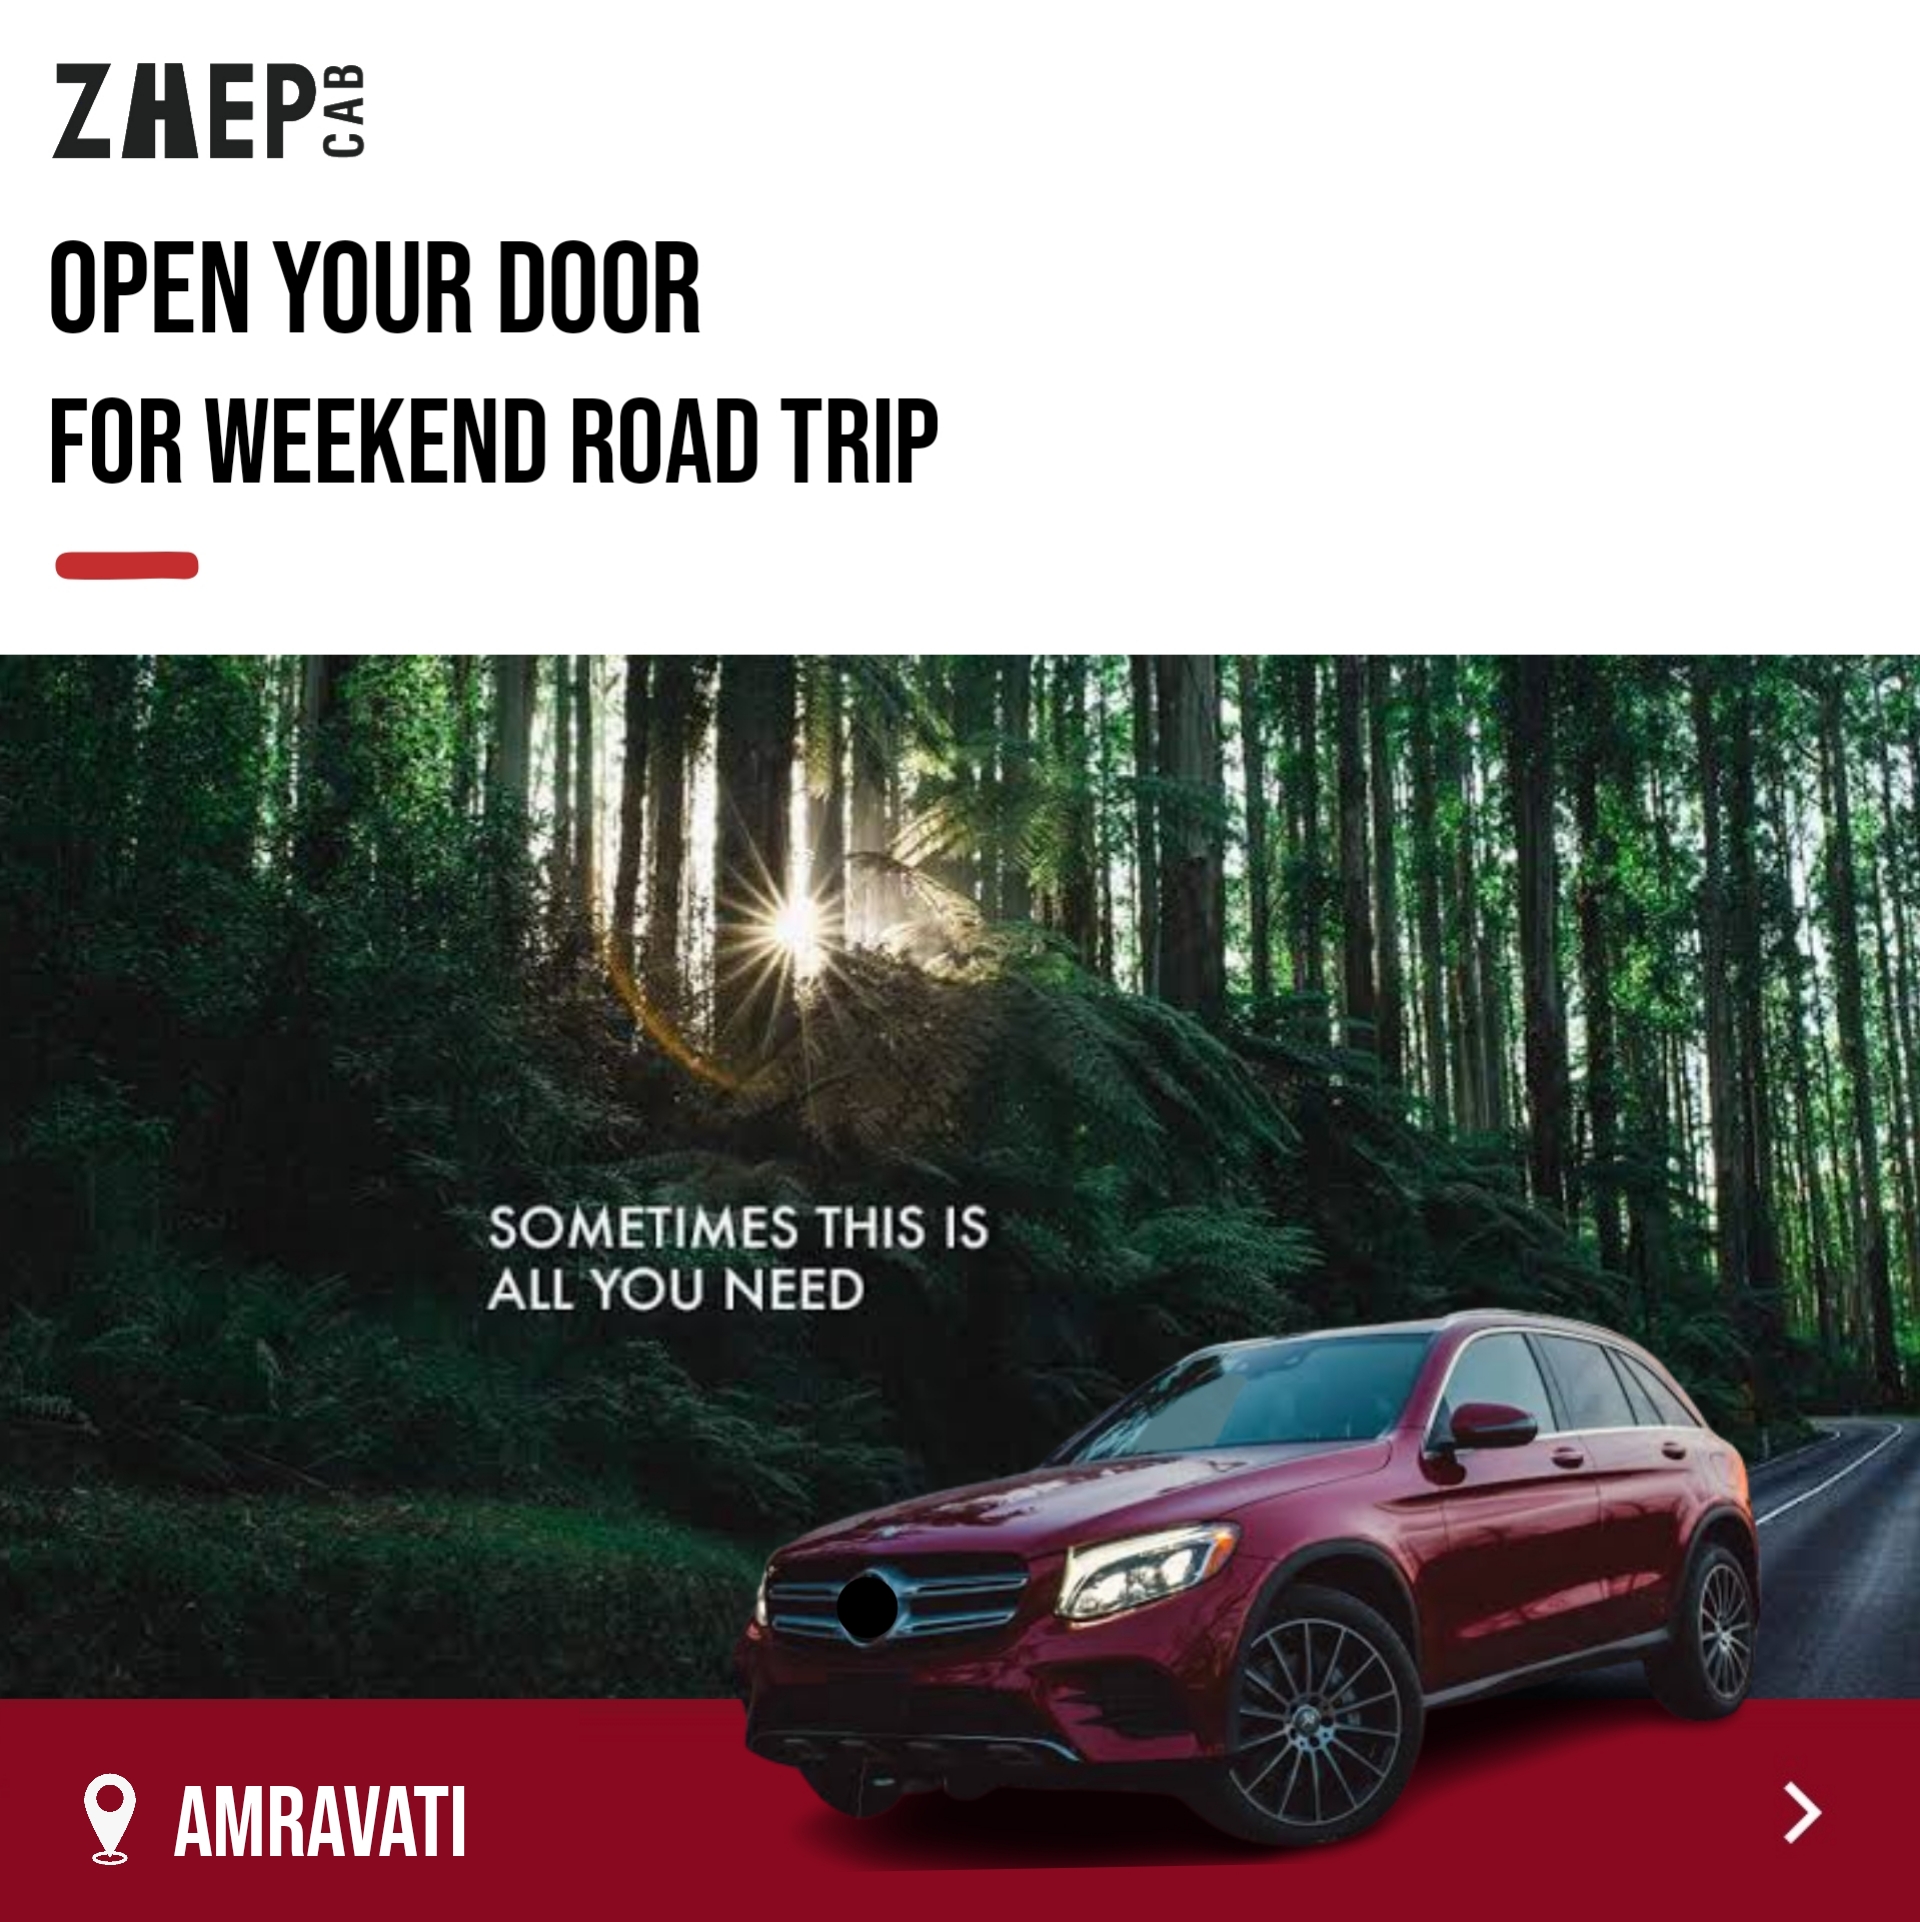 ZHEP CAB
OPEN YOUR DOOR
FOR WEEKEND ROAD TRIP
SOMETIMES THIS IS
ALL YOU NEED
AMRAVATI